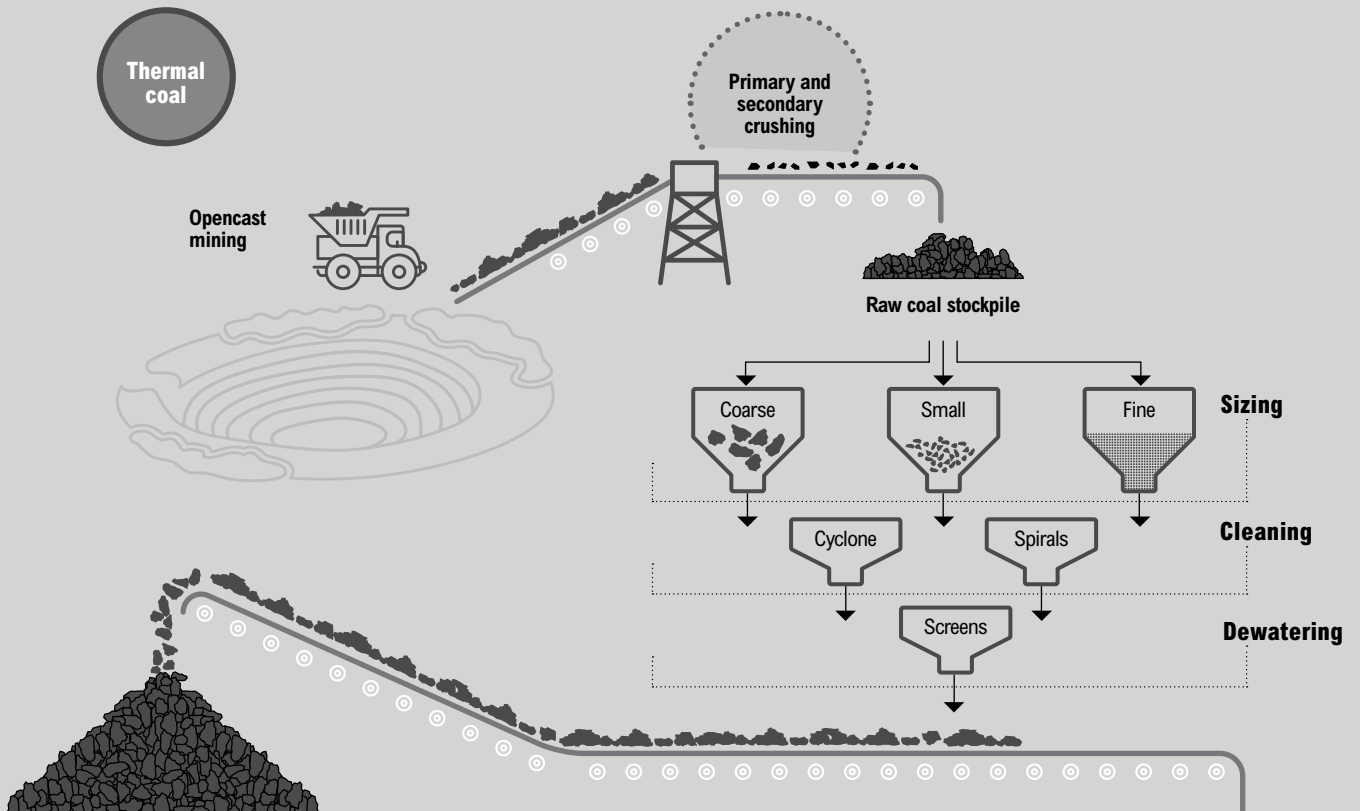 Thermal
coal
Primary and
secondary
crushing
Opencast
mining
Raw coal stockpile
Coarse
Small
Fine
Sizing
Cyclone
Spirals
Cleaning
Screens
Dewatering